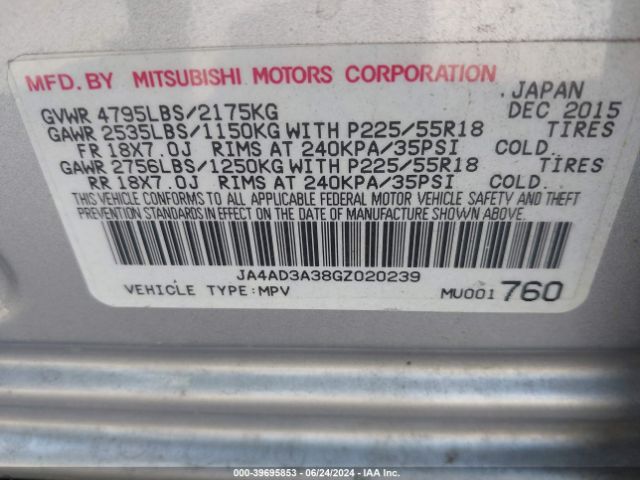 MFD. BY MITSUBISHI MOTORS CORPORATION
. JAPAN
GVWR 4795LBS/2175KG DEC 2015
GAWR 2535LBS/1150KG WITH P225/55R18 TIRES
FR 18X7.0J RIMS AT 240KPA/35PSI COLD.
GAWR 2756LBS/1250KG WITH P225/55R18 TIRES
RR 18X7.0J RIMS AT 240KPA/35PSI COLD.
THIS VEHICLE CONFORMS TO ALL APPLICABLE FEDERAL MOTOR VEHICLE SAFETY AND THEFT
PREVENTION STANDARDS IN EFFECT ON THE DATE OF MANUFACTURE SHOWN ABOVE.
JA4AD3A38GZ020239
VEHICLE TYPE:MPV MU001 760
000-39695853 - 06/24/2024 - IAA Inc.